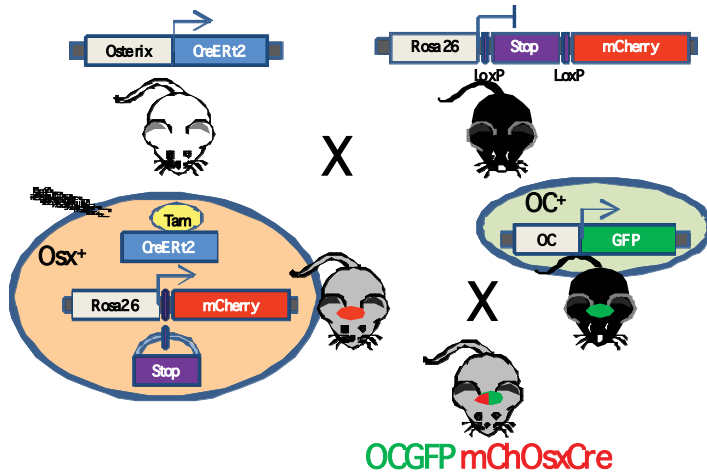 Osterix CreERt2
Rosa26 Stop mCherry
LoxP LoxP
X
Tam
CreERt2
Osx+
Rosa26 mCherry
Stop
OC+
OC GFP
X
OCGFP mChOsxCre